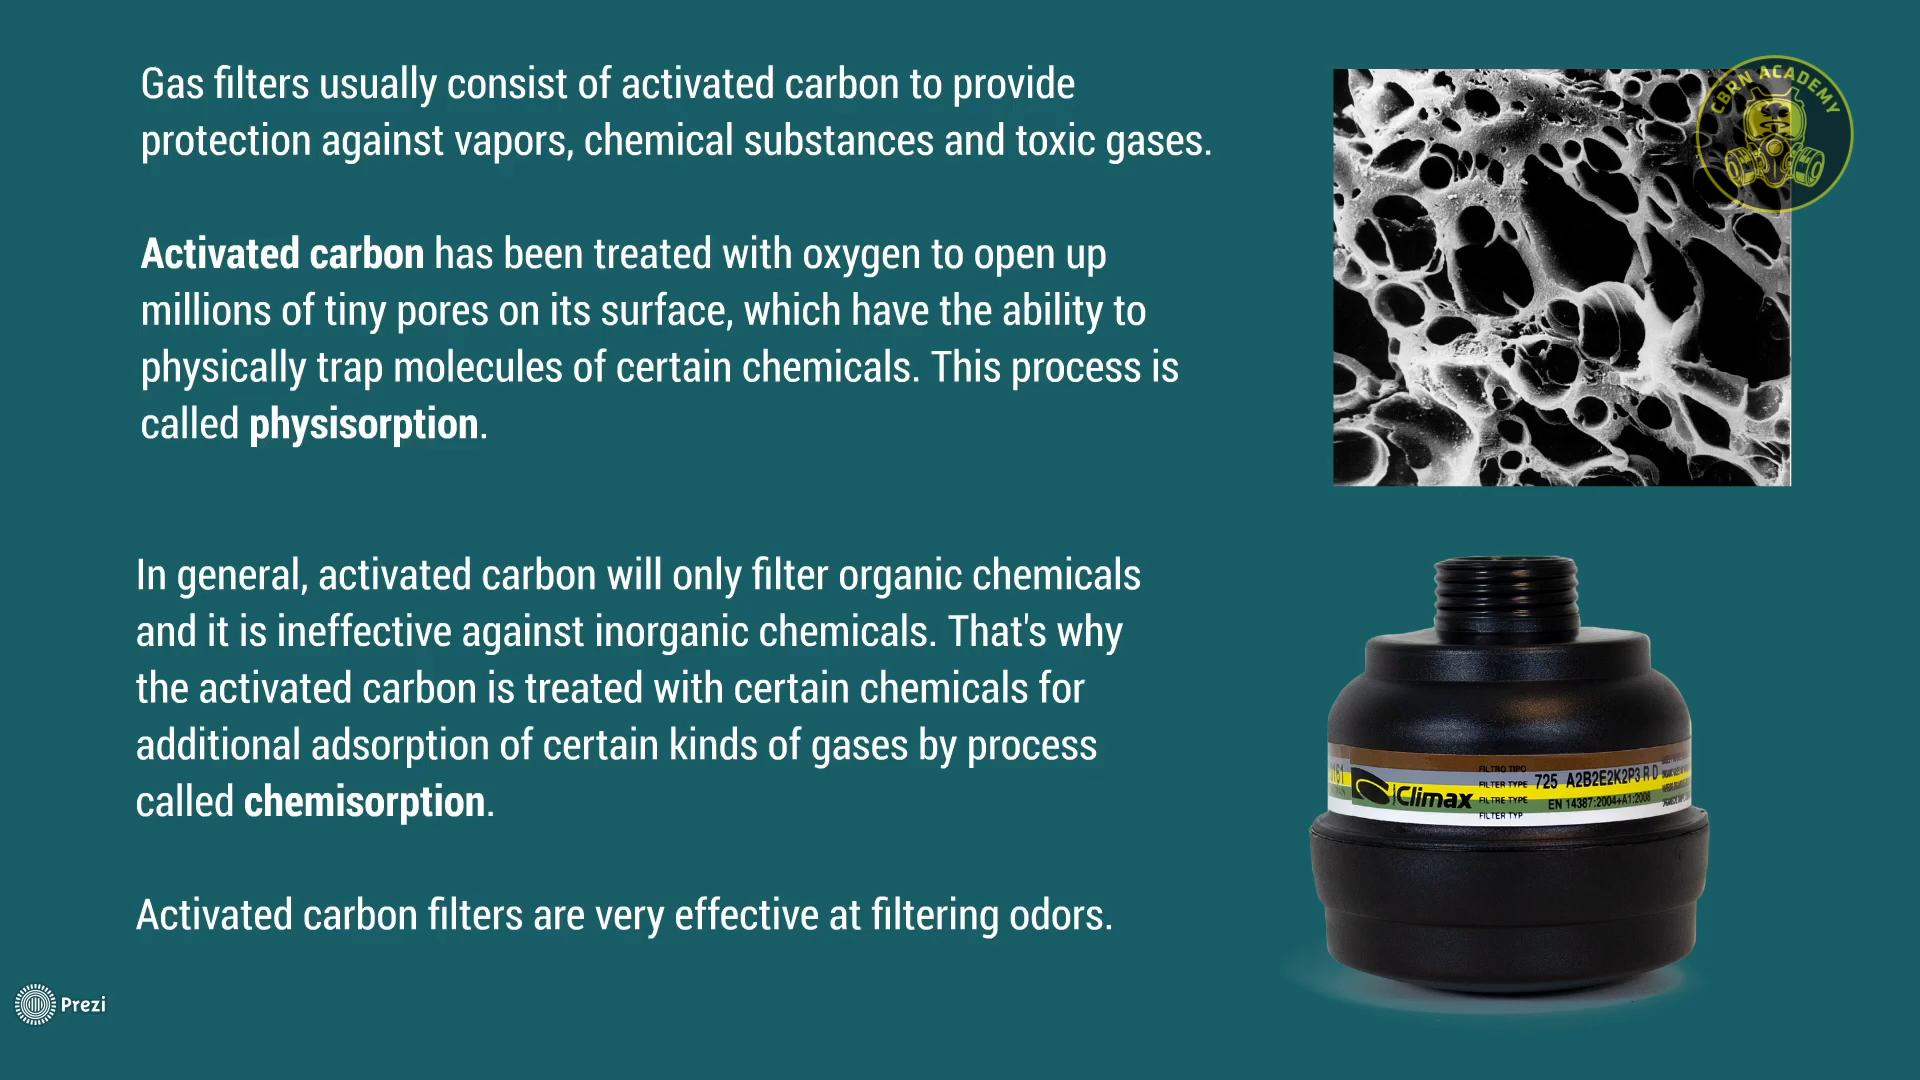 Gas filters usually consist of activated carbon to provide
protection against vapors, chemical substances and toxic gases.
Activated carbon has been treated with oxygen to open up
millions of tiny pores on its surface, which have the ability to
physically trap molecules of certain chemicals. This process is
called physisorption.
In general, activated carbon will only filter organic chemicals
and it is ineffective against inorganic chemicals. That's why
the activated carbon is treated with certain chemicals for
additional adsorption of certain kinds of gases by process
called chemisorption.
Activated carbon filters are very effective at filtering odors.
CBRN ACADEMY
Climax
FILTRO TIPO
FILTER TYPE
FILTRE TYPE
FILTER TYP
725 A2B2E2K2P3 R D
EN 14387:2004+A1:2008
Prezi